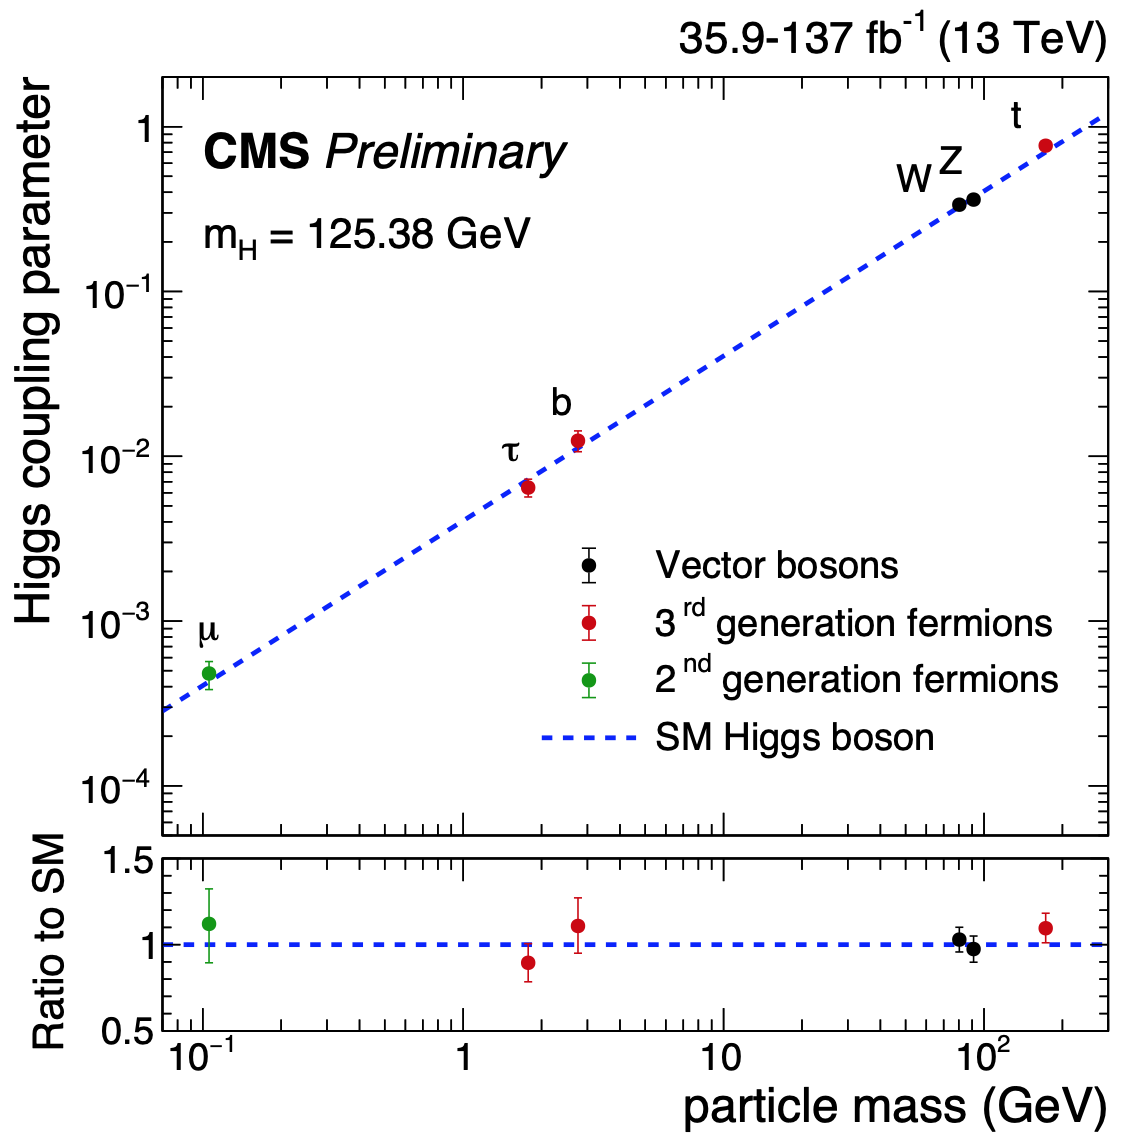 35.9-137 fb⁻¹ (13 TeV)
Higgs coupling parameter
CMS Preliminary
m_H = 125.38 GeV
1
10⁻¹
10⁻²
10⁻³
10⁻⁴
μ
τ
b
W
Z
t
Vector bosons
3rd generation fermions
2nd generation fermions
SM Higgs boson
Ratio to SM
1.5
1
0.5
10⁻¹
1
10
10²
particle mass (GeV)